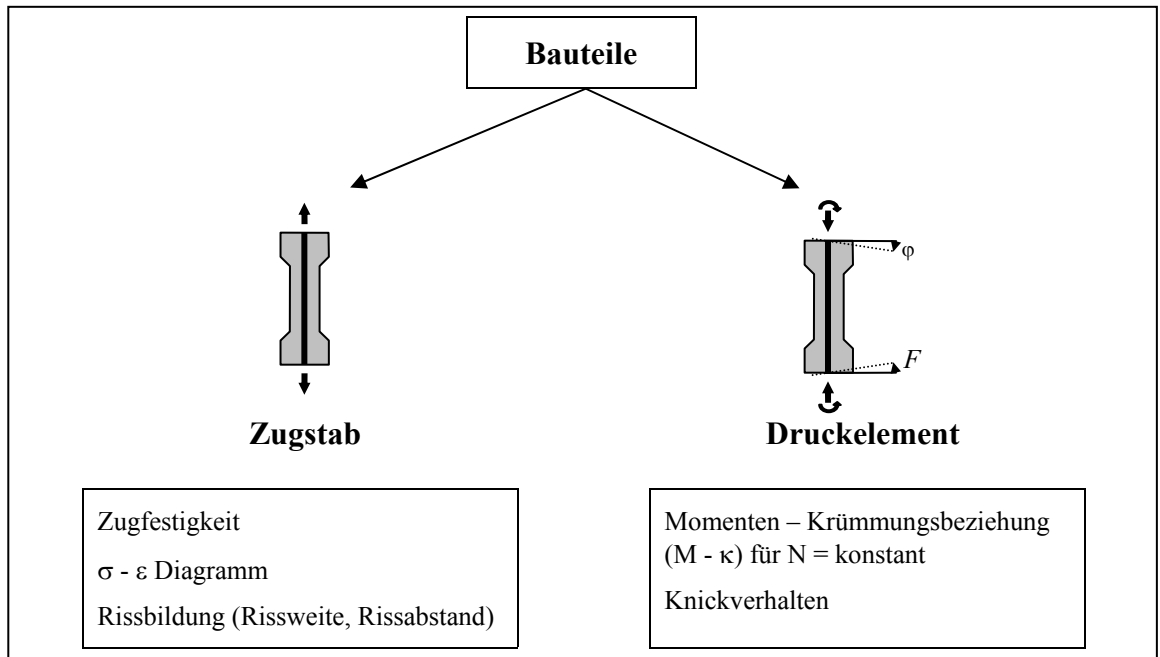 Bauteile
φ
F
Zugstab
Druckelement
Zugfestigkeit
σ - ε Diagramm
Rissbildung (Rissweite, Rissabstand)
Momenten – Krümmungsbeziehung
(M - κ) für N = konstant
Knickverhalten